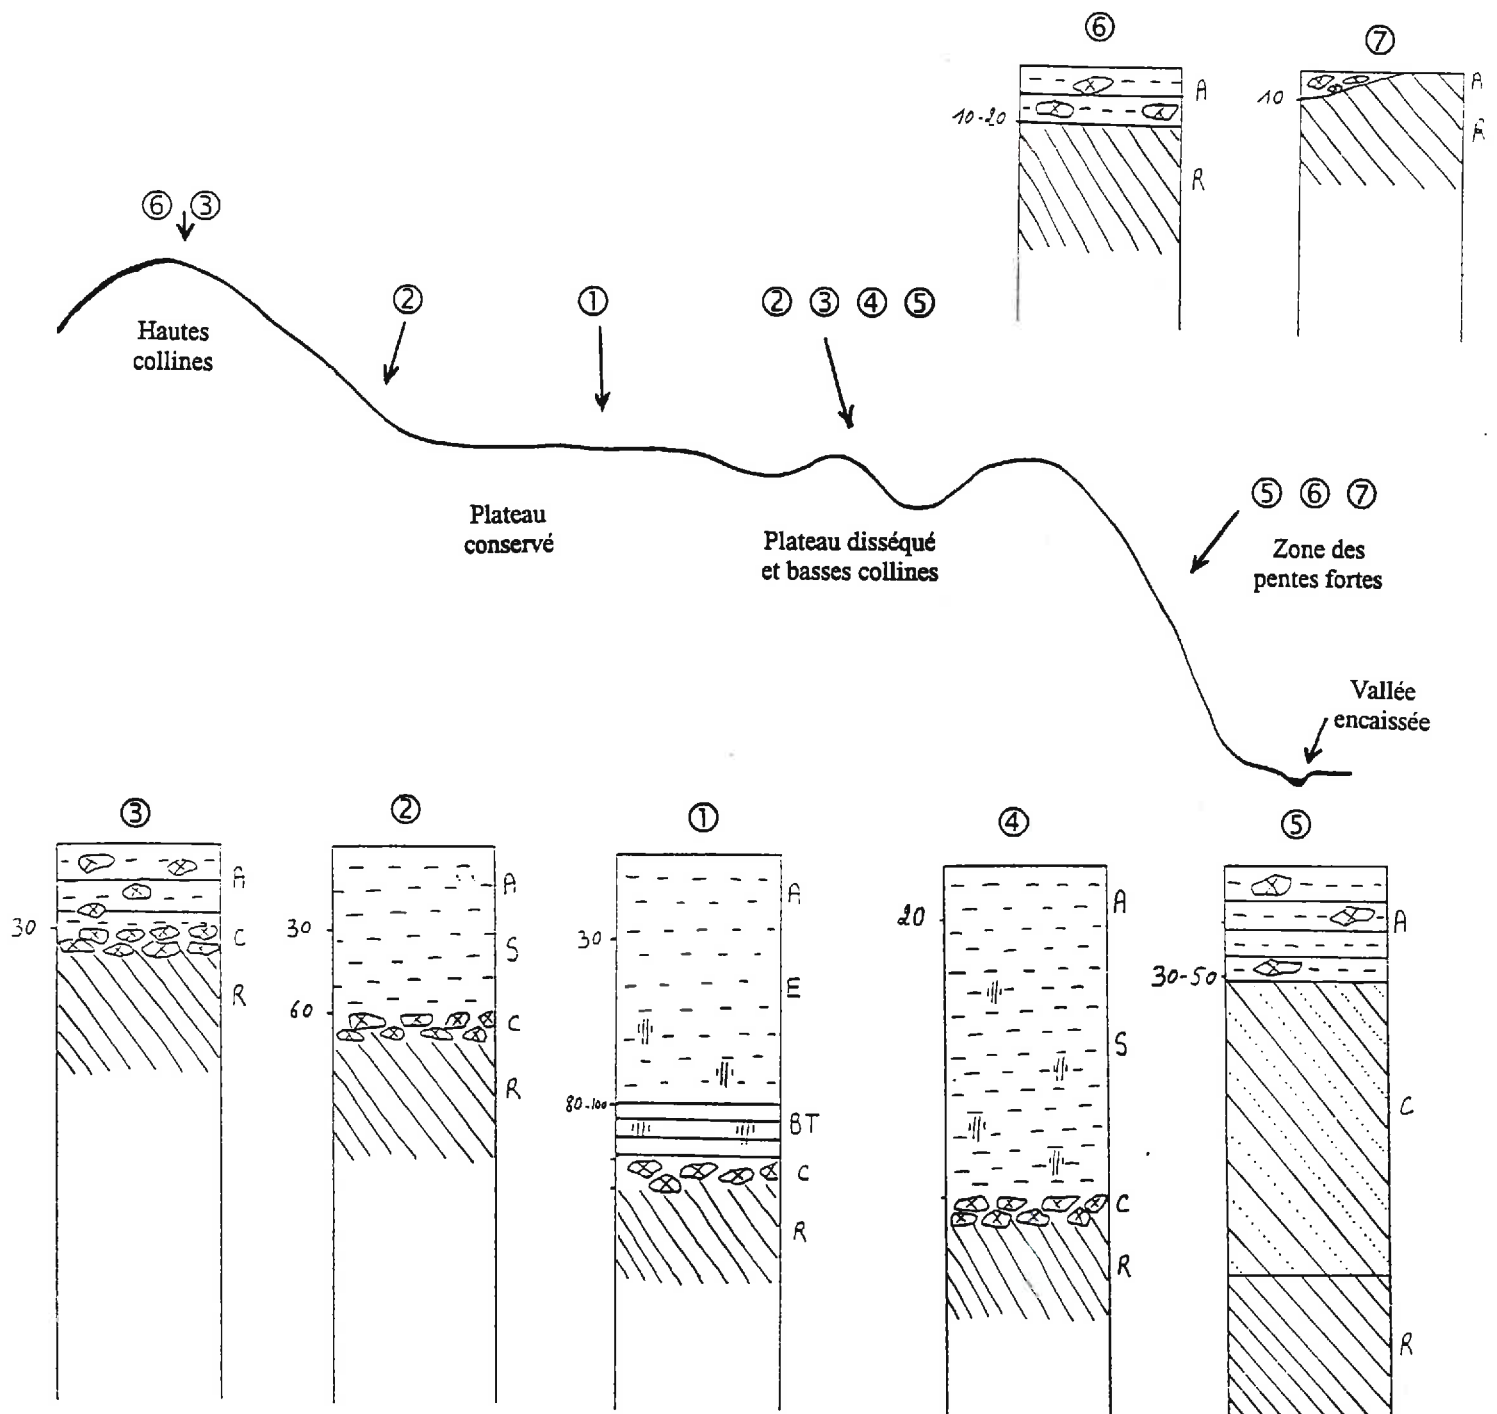 ⑥
⑦
A
10-20
R
10
A
R
⑥ ③
②
①
② ③ ④ ⑤
Hautes
collines
Plateau
conservé
Plateau disséqué
et basses collines
⑤ ⑥ ⑦
Zone des
pentes fortes
Vallée
encaissée
③
A
30
C
R
②
A
30
S
60
C
R
①
A
30
E
80-100
BT
C
R
④
A
20
S
C
R
⑤
A
30-50
C
R